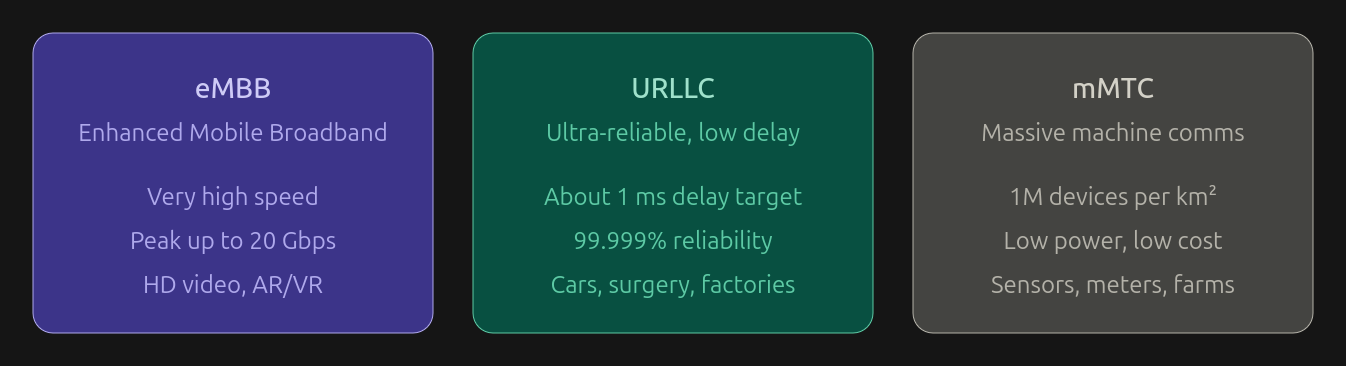 eMBB
Enhanced Mobile Broadband
Very high speed
Peak up to 20 Gbps
HD video, AR/VR
URLLC
Ultra-reliable, low delay
About 1 ms delay target
99.999% reliability
Cars, surgery, factories
mMTC
Massive machine comms
1M devices per km²
Low power, low cost
Sensors, meters, farms